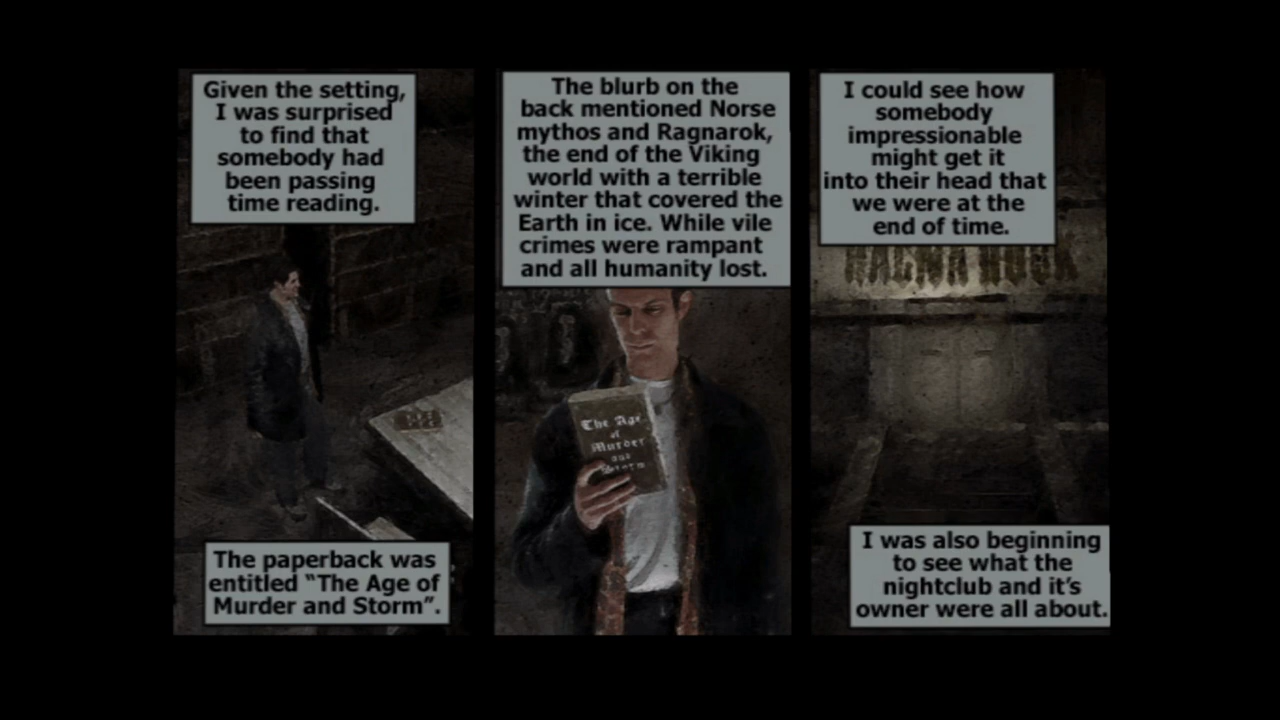 Given the setting,
I was surprised
to find that
somebody had
been passing
time reading.
The paperback was
entitled “The Age of
Murder and Storm”.
The blurb on the
back mentioned Norse
mythos and Ragnarok,
the end of the Viking
world with a terrible
winter that covered the
Earth in ice. While vile
crimes were rampant
and all humanity lost.
The Age
of
Murder
and
Storm
I could see how
somebody
impressionable
might get it
into their head that
we were at the
end of time.
RAGNA ROCK
I was also beginning
to see what the
nightclub and it’s
owner were all about.